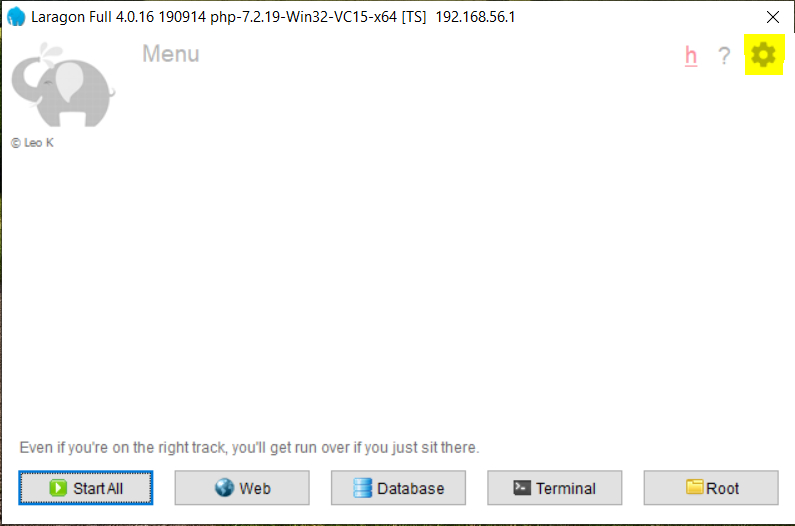 Laragon Full 4.0.16 190914 php-7.2.19-Win32-VC15-x64 [TS] 192.168.56.1
Menu
h ?
© Leo K
Even if you're on the right track, you'll get run over if you just sit there.
Start All Web Database Terminal Root